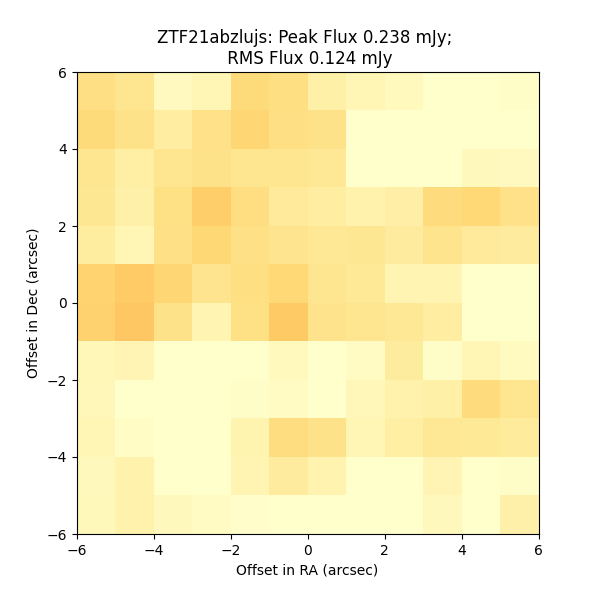 ZTF21abzlujs: Peak Flux 0.238 mJy;
RMS Flux 0.124 mJy
6
4
2
0
−2
−4
−6
Offset in Dec (arcsec)
−6 −4 −2 0 2 4 6
Offset in RA (arcsec)